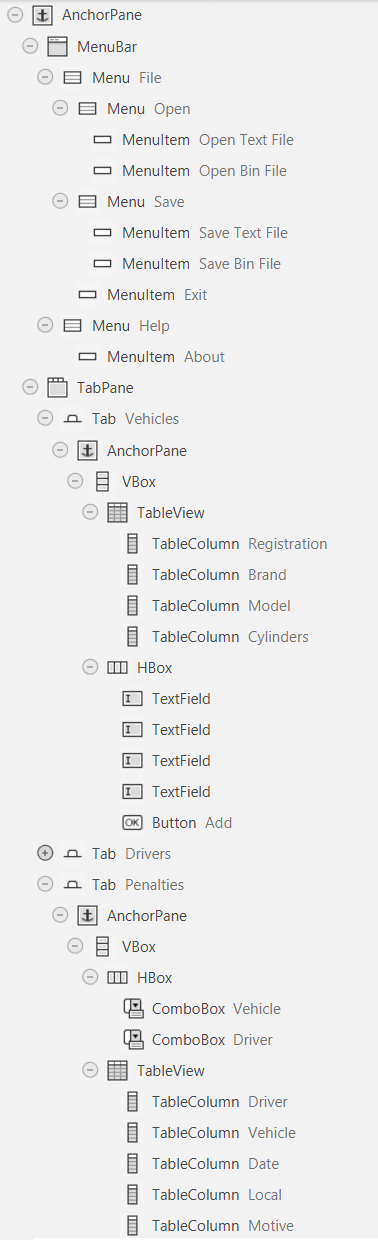 AnchorPane
MenuBar
Menu File
Menu Open
MenuItem Open Text File
MenuItem Open Bin File
Menu Save
MenuItem Save Text File
MenuItem Save Bin File
MenuItem Exit
Menu Help
MenuItem About
TabPane
Tab Vehicles
AnchorPane
VBox
TableView
TableColumn Registration
TableColumn Brand
TableColumn Model
TableColumn Cylinders
HBox
TextField
TextField
TextField
TextField
OK Button Add
Tab Drivers
Tab Penalties
AnchorPane
VBox
HBox
ComboBox Vehicle
ComboBox Driver
TableView
TableColumn Driver
TableColumn Vehicle
TableColumn Date
TableColumn Local
TableColumn Motive